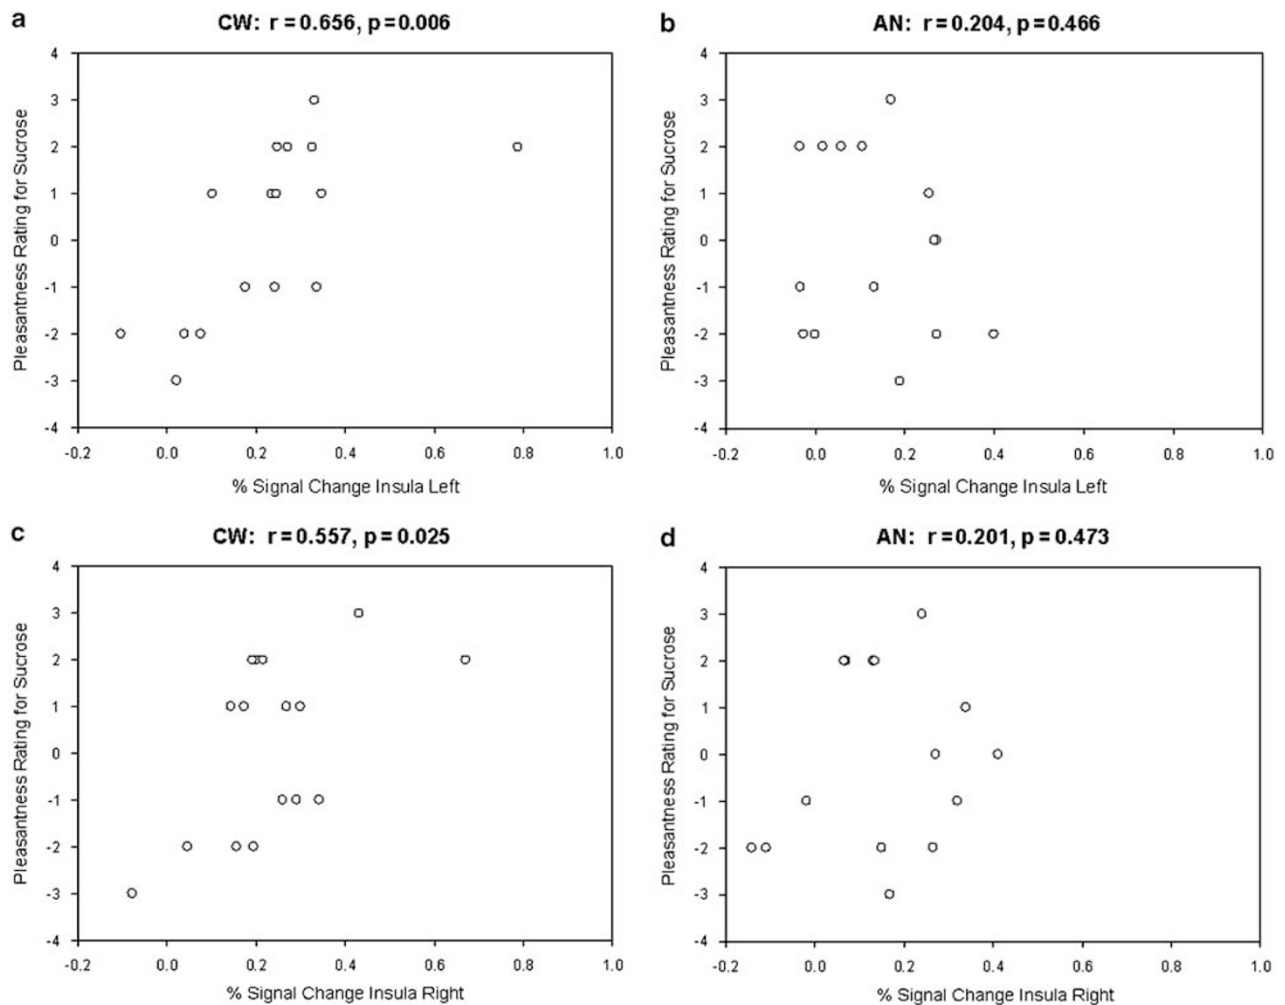 a
CW: r=0.656, p=0.006
4
3
2
1
0
-1
-2
-3
-4
Pleasantness Rating for Sucrose
-0.2 0.0 0.2 0.4 0.6 0.8 1.0
% Signal Change Insula Left
b
AN: r=0.204, p=0.466
4
3
2
1
0
-1
-2
-3
-4
Pleasantness Rating for Sucrose
-0.2 0.0 0.2 0.4 0.6 0.8 1.0
% Signal Change Insula Left
c
CW: r=0.557, p=0.025
4
3
2
1
0
-1
-2
-3
-4
Pleasantness Rating for Sucrose
-0.2 0.0 0.2 0.4 0.6 0.8 1.0
% Signal Change Insula Right
d
AN: r=0.201, p=0.473
4
3
2
1
0
-1
-2
-3
-4
Pleasantness Rating for Sucrose
-0.2 0.0 0.2 0.4 0.6 0.8 1.0
% Signal Change Insula Right